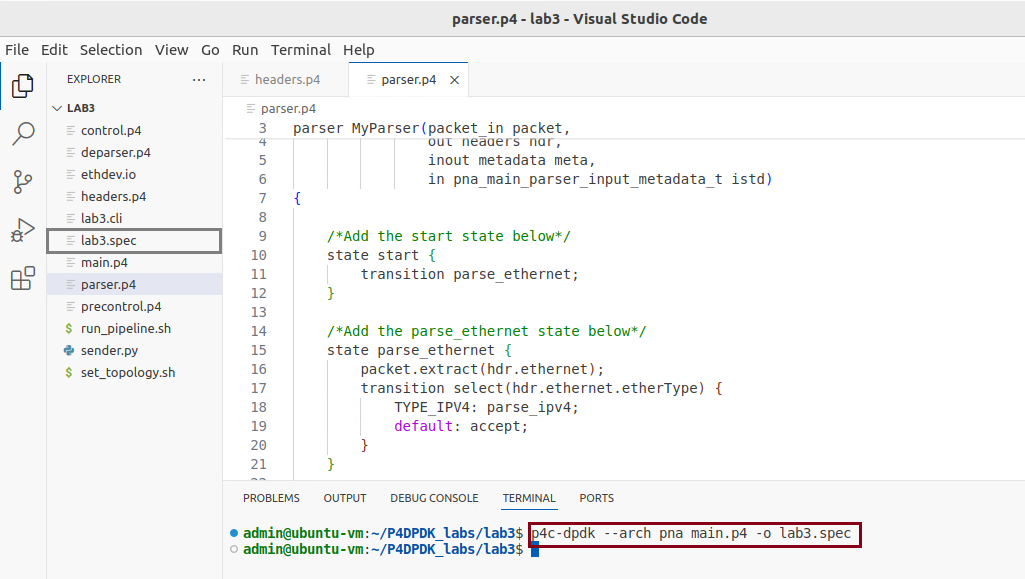 parser.p4 - lab3 - Visual Studio Code
File Edit Selection View Go Run Terminal Help
EXPLORER ···
LAB3
control.p4
deparser.p4
ethdev.io
headers.p4
lab3.cli
lab3.spec
main.p4
parser.p4
precontrol.p4
$ run_pipeline.sh
sender.py
$ set_topology.sh
headers.p4 parser.p4
parser.p4
3 parser MyParser(packet_in packet,
4 out headers hdr,
5 inout metadata meta,
6 in pna_main_parser_input_metadata_t istd)
7 {
8
9 /*Add the start state below*/
10 state start {
11 transition parse_ethernet;
12 }
13
14 /*Add the parse_ethernet state below*/
15 state parse_ethernet {
16 packet.extract(hdr.ethernet);
17 transition select(hdr.ethernet.etherType) {
18 TYPE_IPV4: parse_ipv4;
19 default: accept;
20 }
21 }
PROBLEMS OUTPUT DEBUG CONSOLE TERMINAL PORTS
admin@ubuntu-vm:~/P4DPDK_labs/lab3$ p4c-dpdk --arch pna main.p4 -o lab3.spec
admin@ubuntu-vm:~/P4DPDK_labs/lab3$